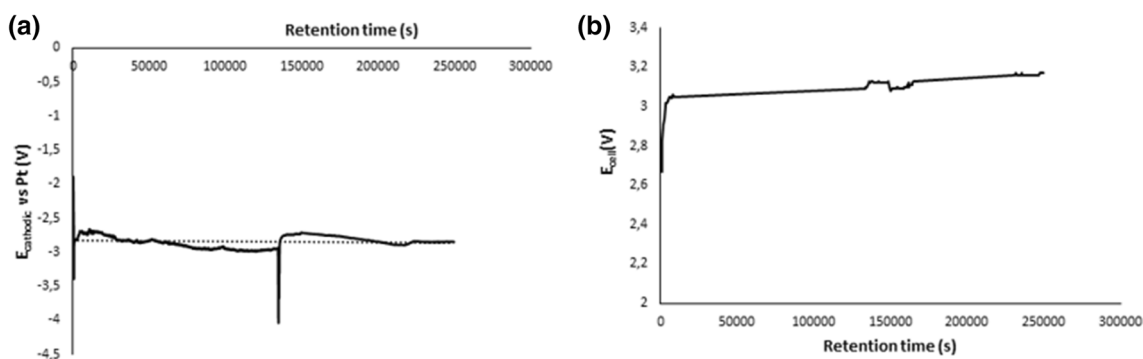 (a)
Retention time (s)
0
0 50000 100000 150000 200000 250000 300000
-0,5
-1
-1,5
-2
-2,5
-3
-3,5
-4
-4,5
Ecathodic vs Pt (V)
(b)
3,4
3,2
3
2,8
2,6
2,4
2,2
2
Ecell(V)
0 50000 100000 150000 200000 250000 300000
Retention time (s)